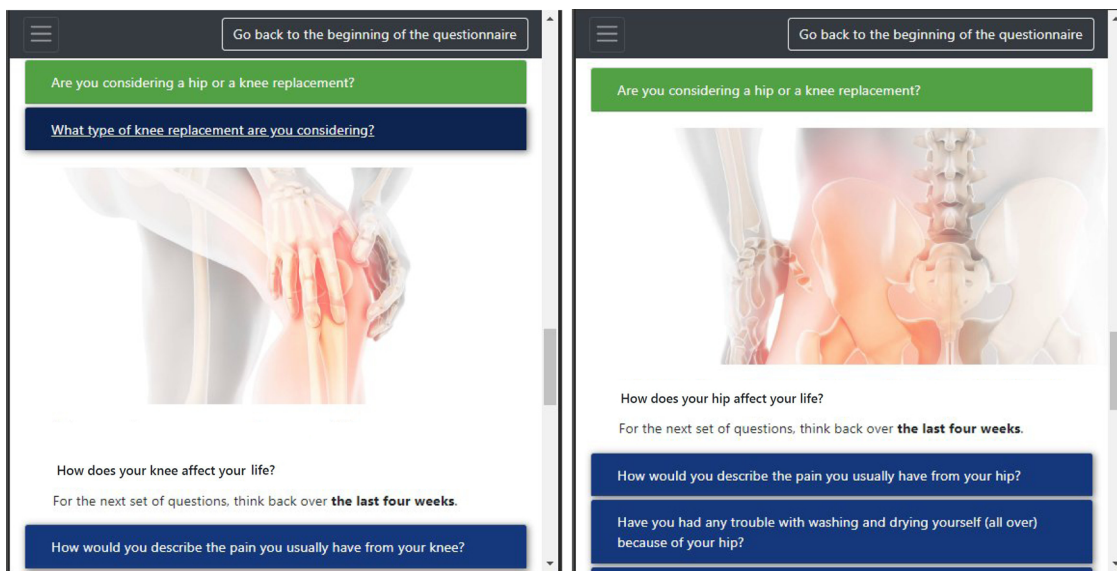 Go back to the beginning of the questionnaire
Are you considering a hip or a knee replacement?
What type of knee replacement are you considering?
How does your knee affect your life?
For the next set of questions, think back over the last four weeks.
How would you describe the pain you usually have from your knee?
Go back to the beginning of the questionnaire
Are you considering a hip or a knee replacement?
How does your hip affect your life?
For the next set of questions, think back over the last four weeks.
How would you describe the pain you usually have from your hip?
Have you had any trouble with washing and drying yourself (all over)
because of your hip?